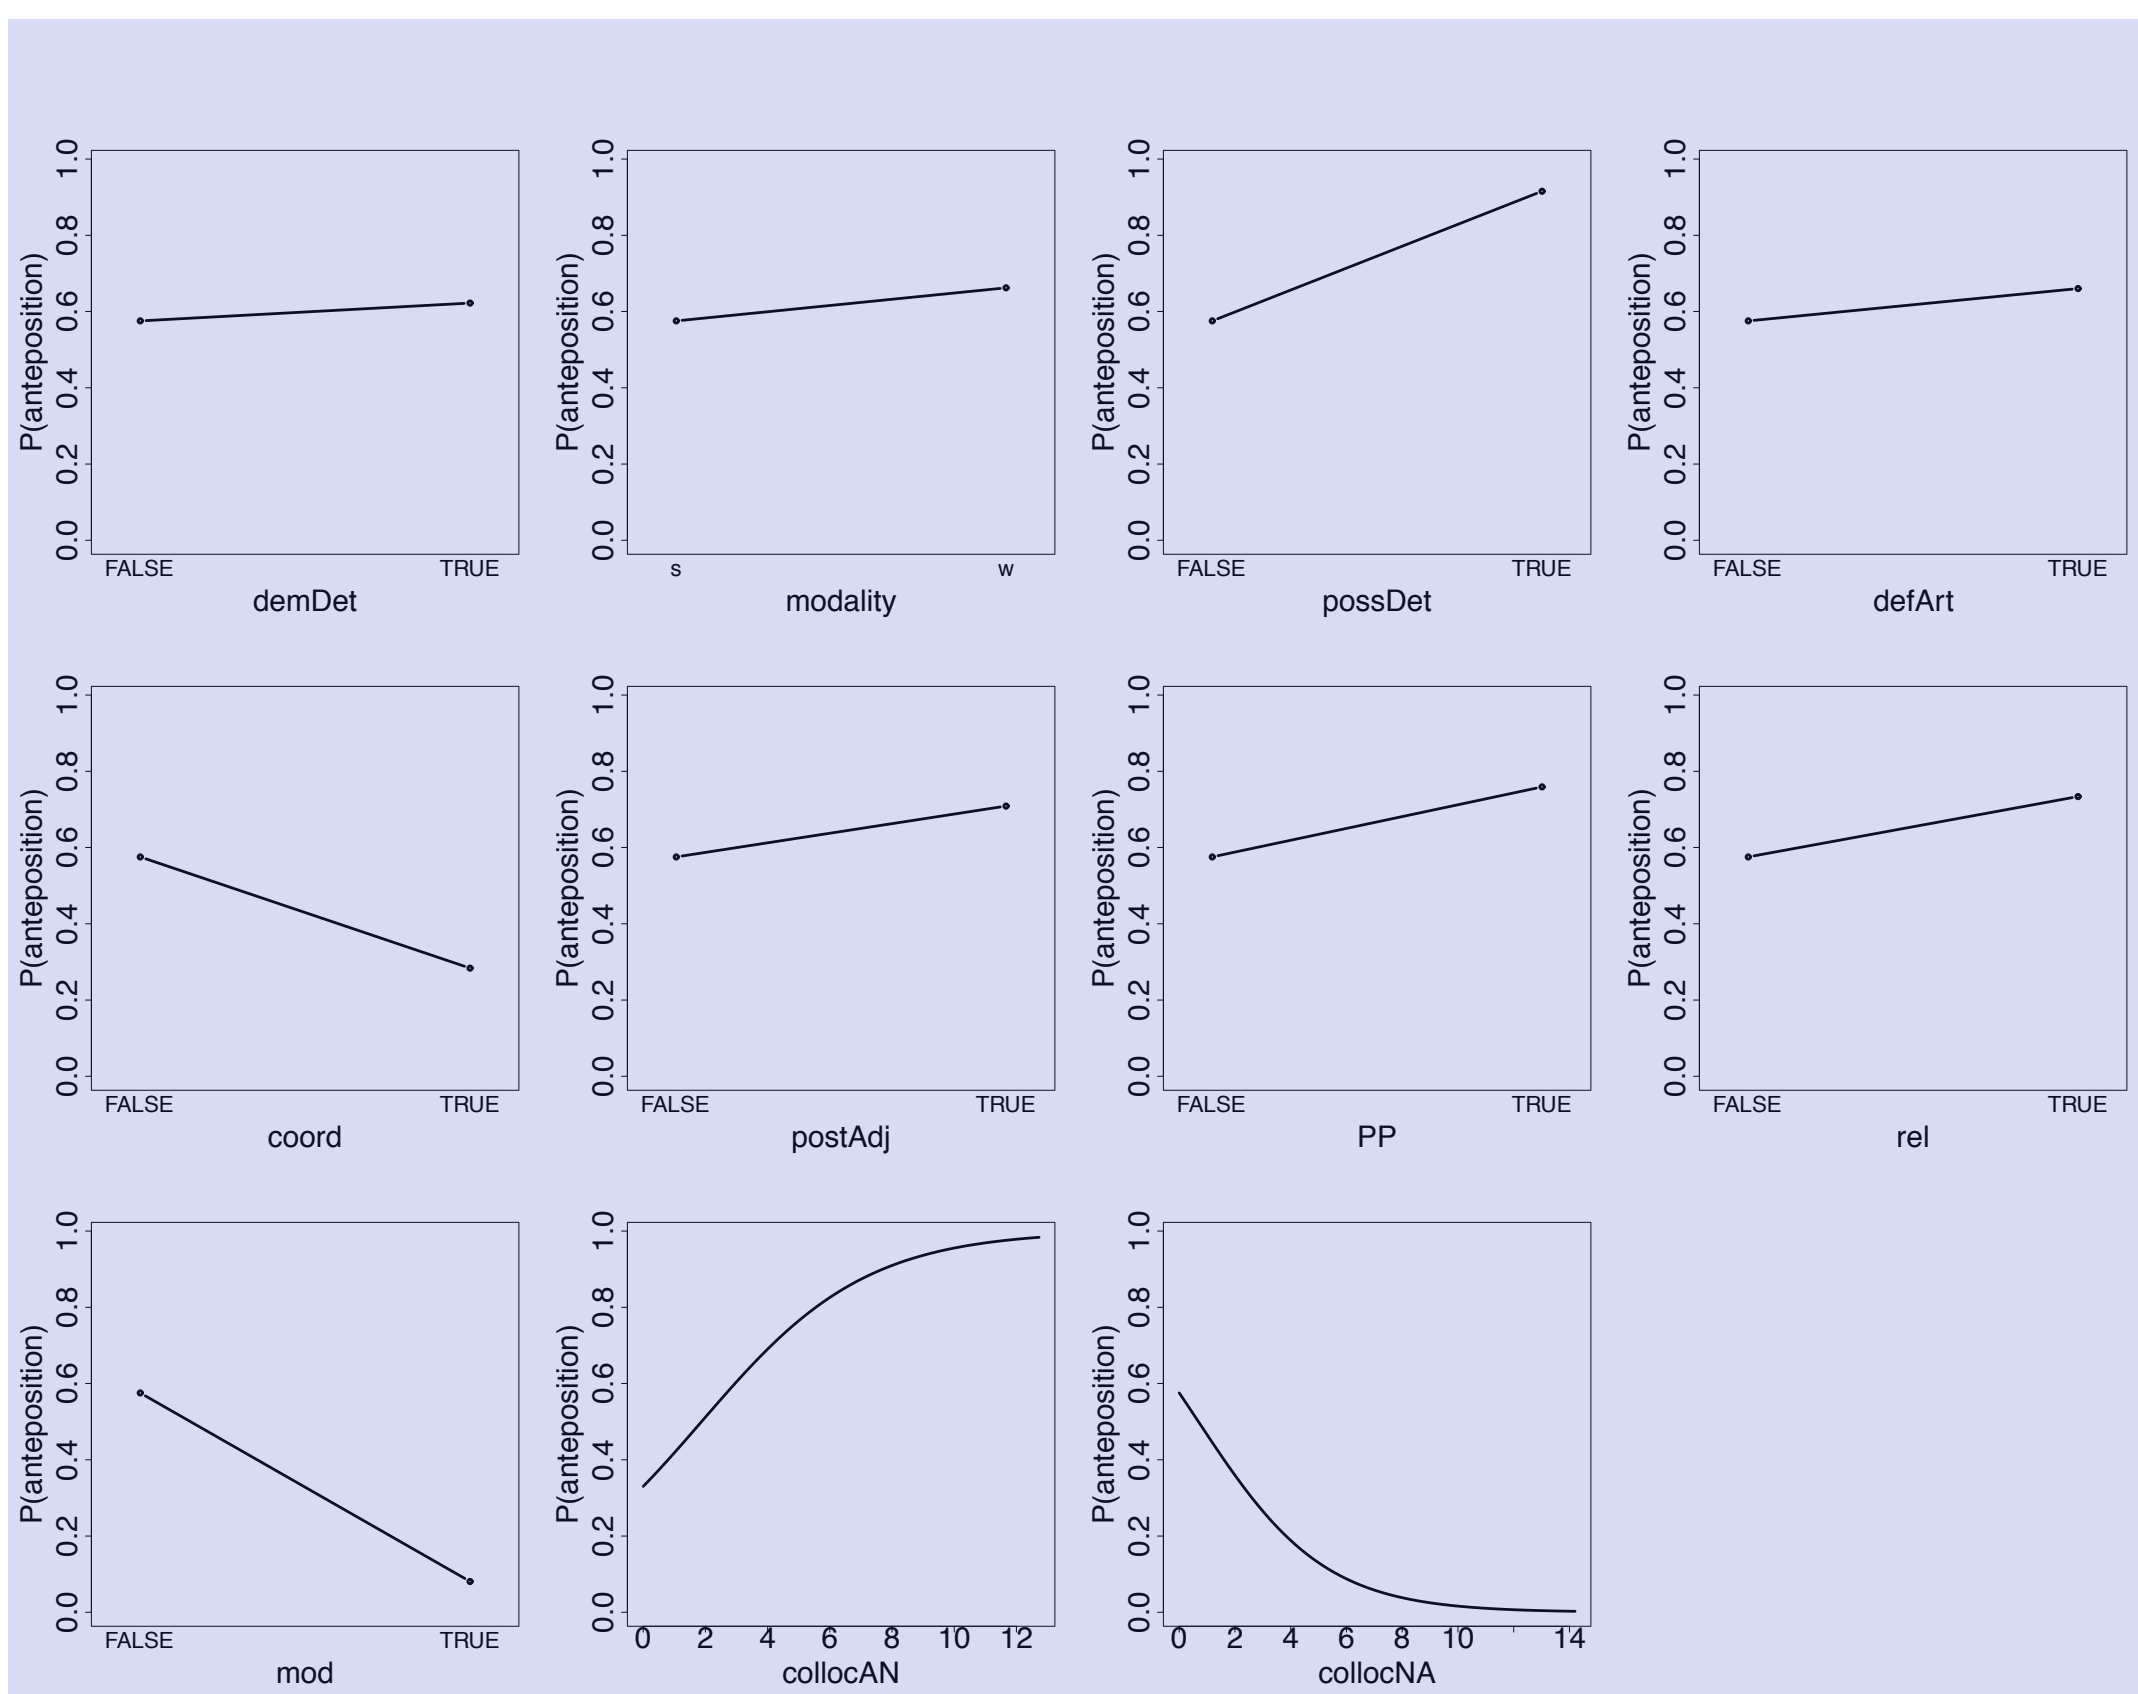 P(anteposition)
0.0 0.2 0.4 0.6 0.8 1.0
FALSE TRUE
demDet
P(anteposition)
0.0 0.2 0.4 0.6 0.8 1.0
s w
modality
P(anteposition)
0.0 0.2 0.4 0.6 0.8 1.0
FALSE TRUE
possDet
P(anteposition)
0.0 0.2 0.4 0.6 0.8 1.0
FALSE TRUE
defArt
P(anteposition)
0.0 0.2 0.4 0.6 0.8 1.0
FALSE TRUE
coord
P(anteposition)
0.0 0.2 0.4 0.6 0.8 1.0
FALSE TRUE
postAdj
P(anteposition)
0.0 0.2 0.4 0.6 0.8 1.0
FALSE TRUE
PP
P(anteposition)
0.0 0.2 0.4 0.6 0.8 1.0
FALSE TRUE
rel
P(anteposition)
0.0 0.2 0.4 0.6 0.8 1.0
FALSE TRUE
mod
P(anteposition)
0.0 0.2 0.4 0.6 0.8 1.0
0 2 4 6 8 10 12
collocAN
P(anteposition)
0.0 0.2 0.4 0.6 0.8 1.0
0 2 4 6 8 10 14
collocNA